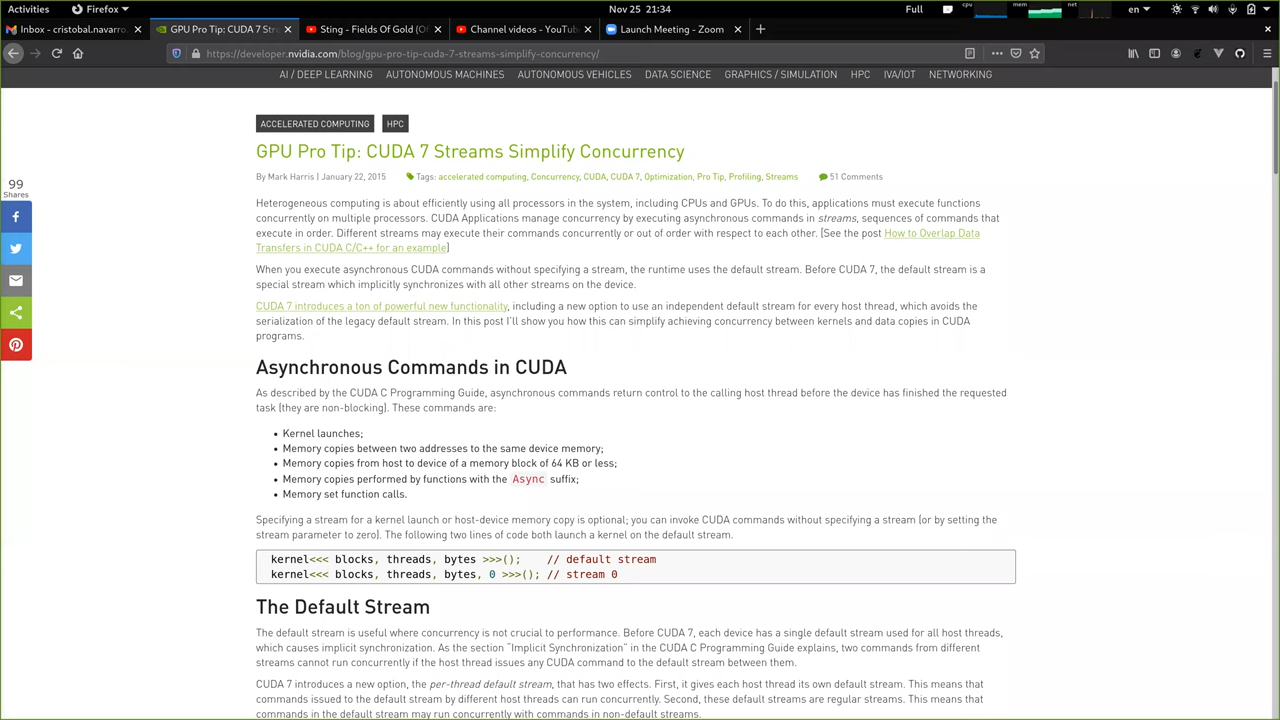 Activities
Firefox
Nov 25 21:34
Full
cpu
mem
net
en
Inbox - cristobal.navarro.
GPU Pro Tip: CUDA 7 Stre
Sting - Fields Of Gold (Of
Channel videos - YouTube
Launch Meeting - Zoom
https://developer.nvidia.com/blog/gpu-pro-tip-cuda-7-streams-simplify-concurrency/
AI / DEEP LEARNING AUTONOMOUS MACHINES AUTONOMOUS VEHICLES DATA SCIENCE GRAPHICS / SIMULATION HPC IVA/IOT NETWORKING
ACCELERATED COMPUTING HPC
GPU Pro Tip: CUDA 7 Streams Simplify Concurrency
By Mark Harris | January 22, 2015
Tags: accelerated computing, Concurrency, CUDA, CUDA 7, Optimization, Pro Tip, Profiling, Streams
51 Comments
99
Shares
Heterogeneous computing is about efficiently using all processors in the system, including CPUs and GPUs. To do this, applications must execute functions
concurrently on multiple processors. CUDA Applications manage concurrency by executing asynchronous commands in streams, sequences of commands that
execute in order. Different streams may execute their commands concurrently or out of order with respect to each other. [See the post How to Overlap Data
Transfers in CUDA C/C++ for an example]
When you execute asynchronous CUDA commands without specifying a stream, the runtime uses the default stream. Before CUDA 7, the default stream is a
special stream which implicitly synchronizes with all other streams on the device.
CUDA 7 introduces a ton of powerful new functionality, including a new option to use an independent default stream for every host thread, which avoids the
serialization of the legacy default stream. In this post I'll show you how this can simplify achieving concurrency between kernels and data copies in CUDA
programs.
Asynchronous Commands in CUDA
As described by the CUDA C Programming Guide, asynchronous commands return control to the calling host thread before the device has finished the requested
task (they are non-blocking). These commands are:
• Kernel launches;
• Memory copies between two addresses to the same device memory;
• Memory copies from host to device of a memory block of 64 KB or less;
• Memory copies performed by functions with the Async suffix;
• Memory set function calls.
Specifying a stream for a kernel launch or host-device memory copy is optional; you can invoke CUDA commands without specifying a stream (or by setting the
stream parameter to zero). The following two lines of code both launch a kernel on the default stream.
kernel<<< blocks, threads, bytes >>>();    // default stream
kernel<<< blocks, threads, bytes, 0 >>>(); // stream 0
The Default Stream
The default stream is useful where concurrency is not crucial to performance. Before CUDA 7, each device has a single default stream used for all host threads,
which causes implicit synchronization. As the section "Implicit Synchronization" in the CUDA C Programming Guide explains, two commands from different
streams cannot run concurrently if the host thread issues any CUDA command to the default stream between them.
CUDA 7 introduces a new option, the per-thread default stream, that has two effects. First, it gives each host thread its own default stream. This means that
commands issued to the default stream by different host threads can run concurrently. Second, these default streams are regular streams. This means that
commands in the default stream may run concurrently with commands in non-default streams.